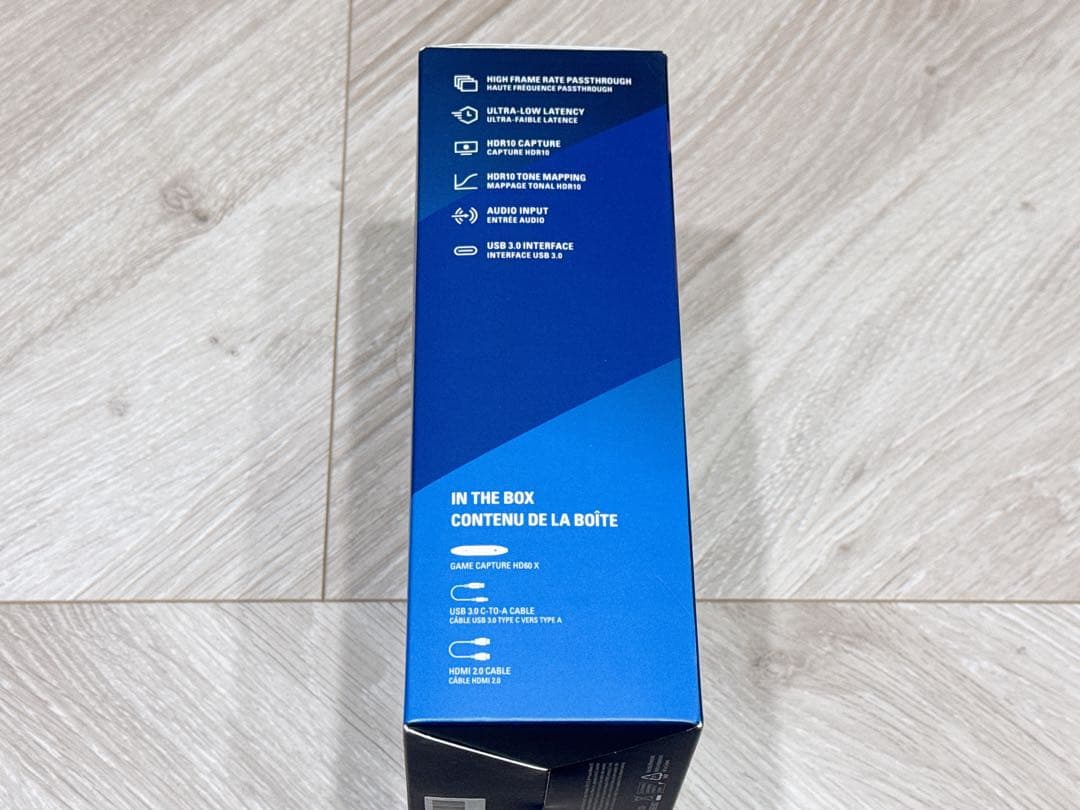 HIGH FRAME RATE PASSTHROUGH
HAUTE FRÉQUENCE PASSTHROUGH
ULTRA-LOW LATENCY
ULTRA-FAIBLE LATENCE
HDR10 CAPTURE
CAPTURE HDR10
HDR10 TONE MAPPING
MAPPAGE TONAL HDR10
AUDIO INPUT
ENTRÉE AUDIO
USB 3.0 INTERFACE
INTERFACE USB 3.0
IN THE BOX
CONTENU DE LA BOÎTE
GAME CAPTURE HD60 X
USB 3.0 C-TO-A CABLE
CÂBLE USB 3.0 TYPE C VERS TYPE A
HDMI 2.0 CABLE
CÂBLE HDMI 2.0